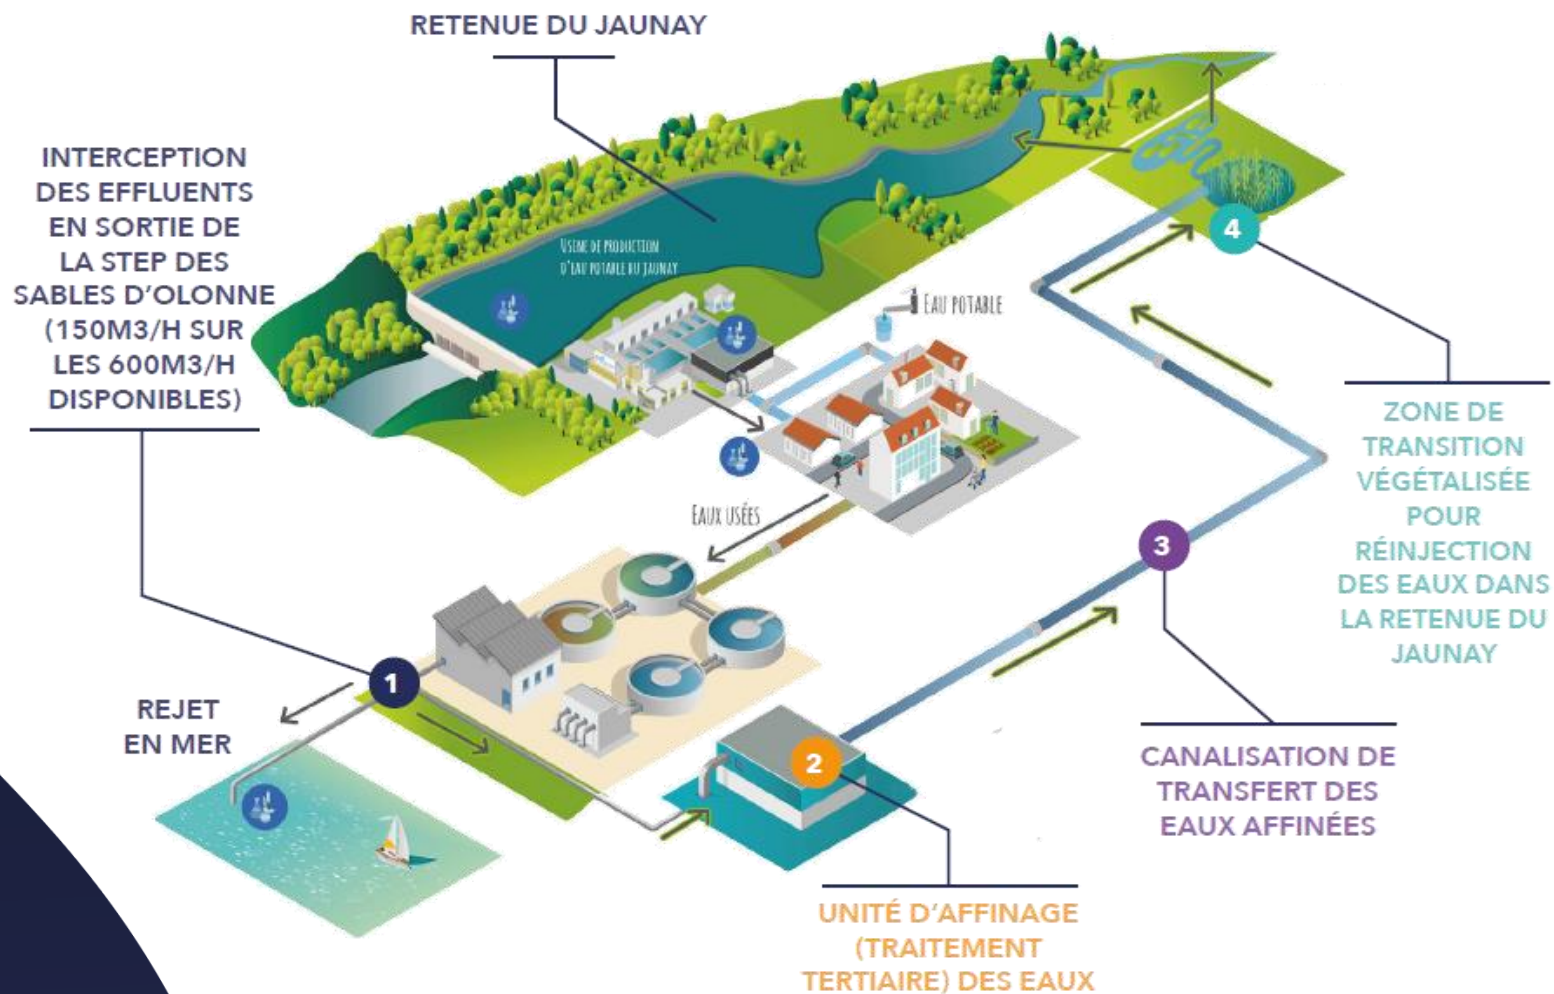 RETENUE DU JAUNAY
INTERCEPTION
DES EFFLUENTS
EN SORTIE DE
LA STEP DES
SABLES D'OLONNE
(150M3/H SUR
LES 600M3/H
DISPONIBLES)
USINE DE PRODUCTION
D'EAU POTABLE DU JAUNAY
EAU POTABLE
4
ZONE DE
TRANSITION
VÉGÉTALISÉE
POUR
RÉINJECTION
DES EAUX DANS
LA RETENUE DU
JAUNAY
EAUX USÉES
3
CANALISATION DE
TRANSFERT DES
EAUX AFFINÉES
1
REJET
EN MER
2
UNITÉ D'AFFINAGE
(TRAITEMENT
TERTIAIRE) DES EAUX